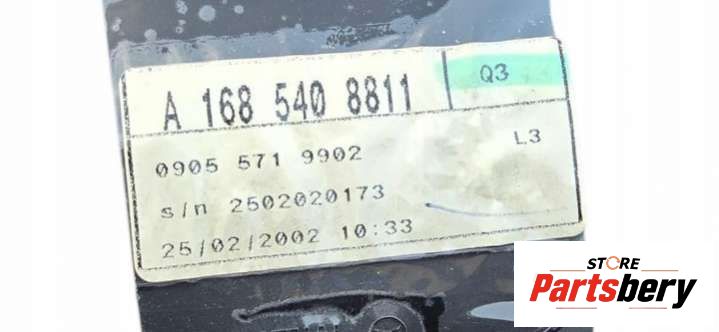 A 168 540 8811
Q3
0905 571 9902
L3
s/n 2502020173
25/02/2002 10:33
STORE
Partsbery